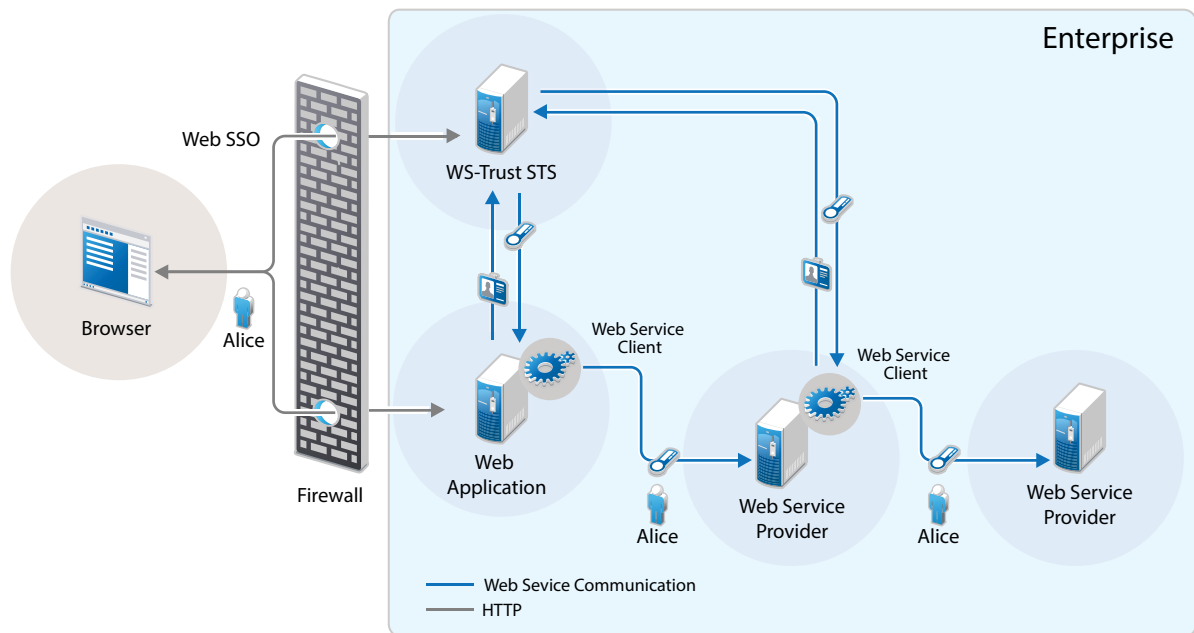 Enterprise
Web SSO
WS-Trust STS
Browser
Alice
Firewall
Web Service
Client
Web
Application
Web Service
Client
Alice
Web Service
Provider
Alice
Web Service
Provider
Web Sevice Communication
HTTP